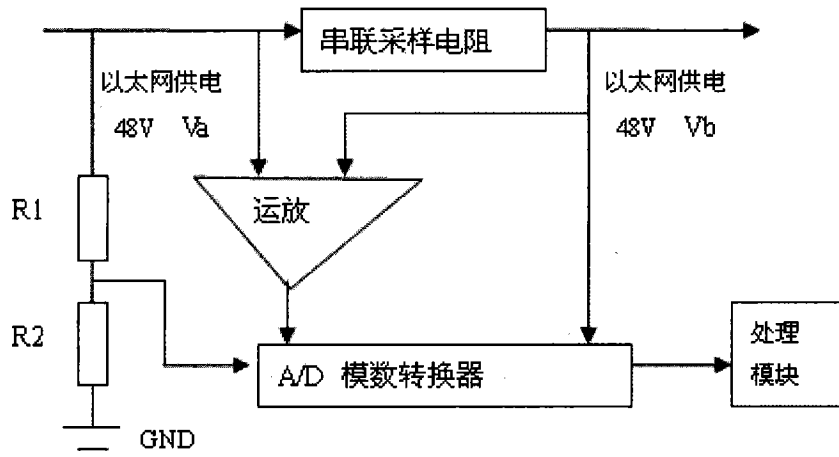 串联采样电阻
以太网供电
48V Va
以太网供电
48V Vb
R1
运放
R2
A/D 模数转换器
处理
模块
GND